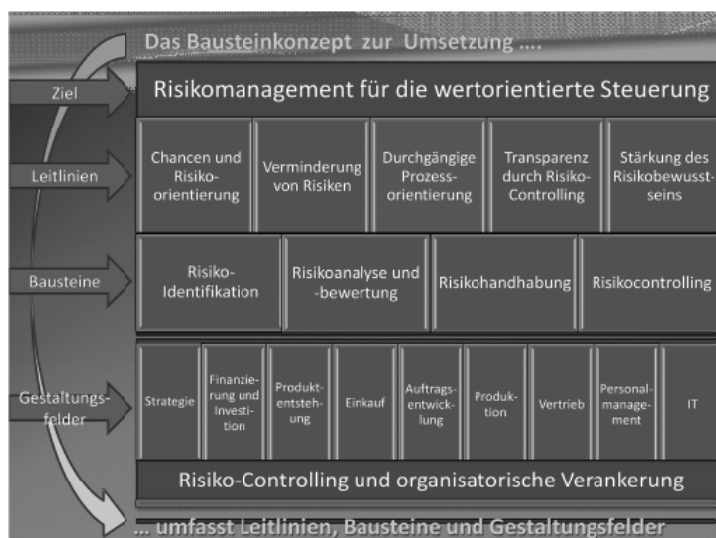 Das Bausteinkonzept zur Umsetzung ....
Ziel
Risikomanagement für die wertorientierte Steuerung
Leitlinien
Chancen und
Risiko-
orientierung
Verminderung
von Risiken
Durchgängige
Prozess-
orientierung
Transparenz
durch Risiko-
Controlling
Stärkung des
Risikobewusst-
seins
Bausteine
Risiko-
Identifikation
Risikoanalyse und
-bewertung
Risikohandhabung
Risikocontrolling
Gestaltungs-
felder
Strategie
Finanzie-
rung und
Investi-
tion
Produkt-
entsteh-
ung
Einkauf
Auftrags-
entwick-
lung
Produk-
tion
Vertrieb
Personal-
manage-
ment
IT
Risiko-Controlling und organisatorische Verankerung
... umfasst Leitlinien, Bausteine und Gestaltungsfelder